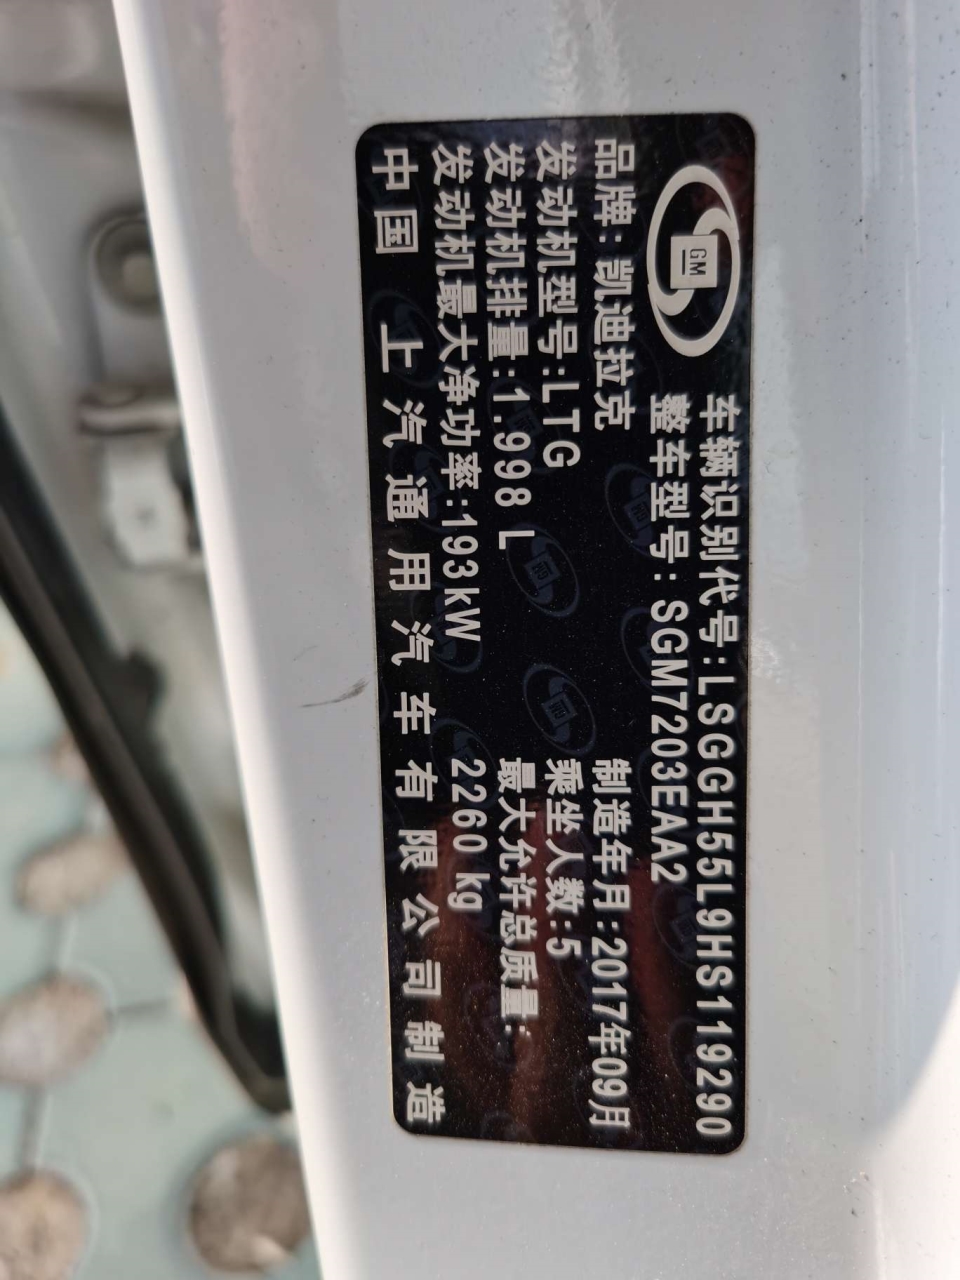 GM
车辆识别代号:LSGGH55L9HS119290
整车型号:SGM7203EAA2
品牌:凯迪拉克
制造年月:2017年09月
发动机型号:LTG
乘坐人数:5
发动机排量:1.998 L
最大允许总质量:
发动机最大净功率:193kW
2260 kg
中国 上汽通用汽车有限公司制造